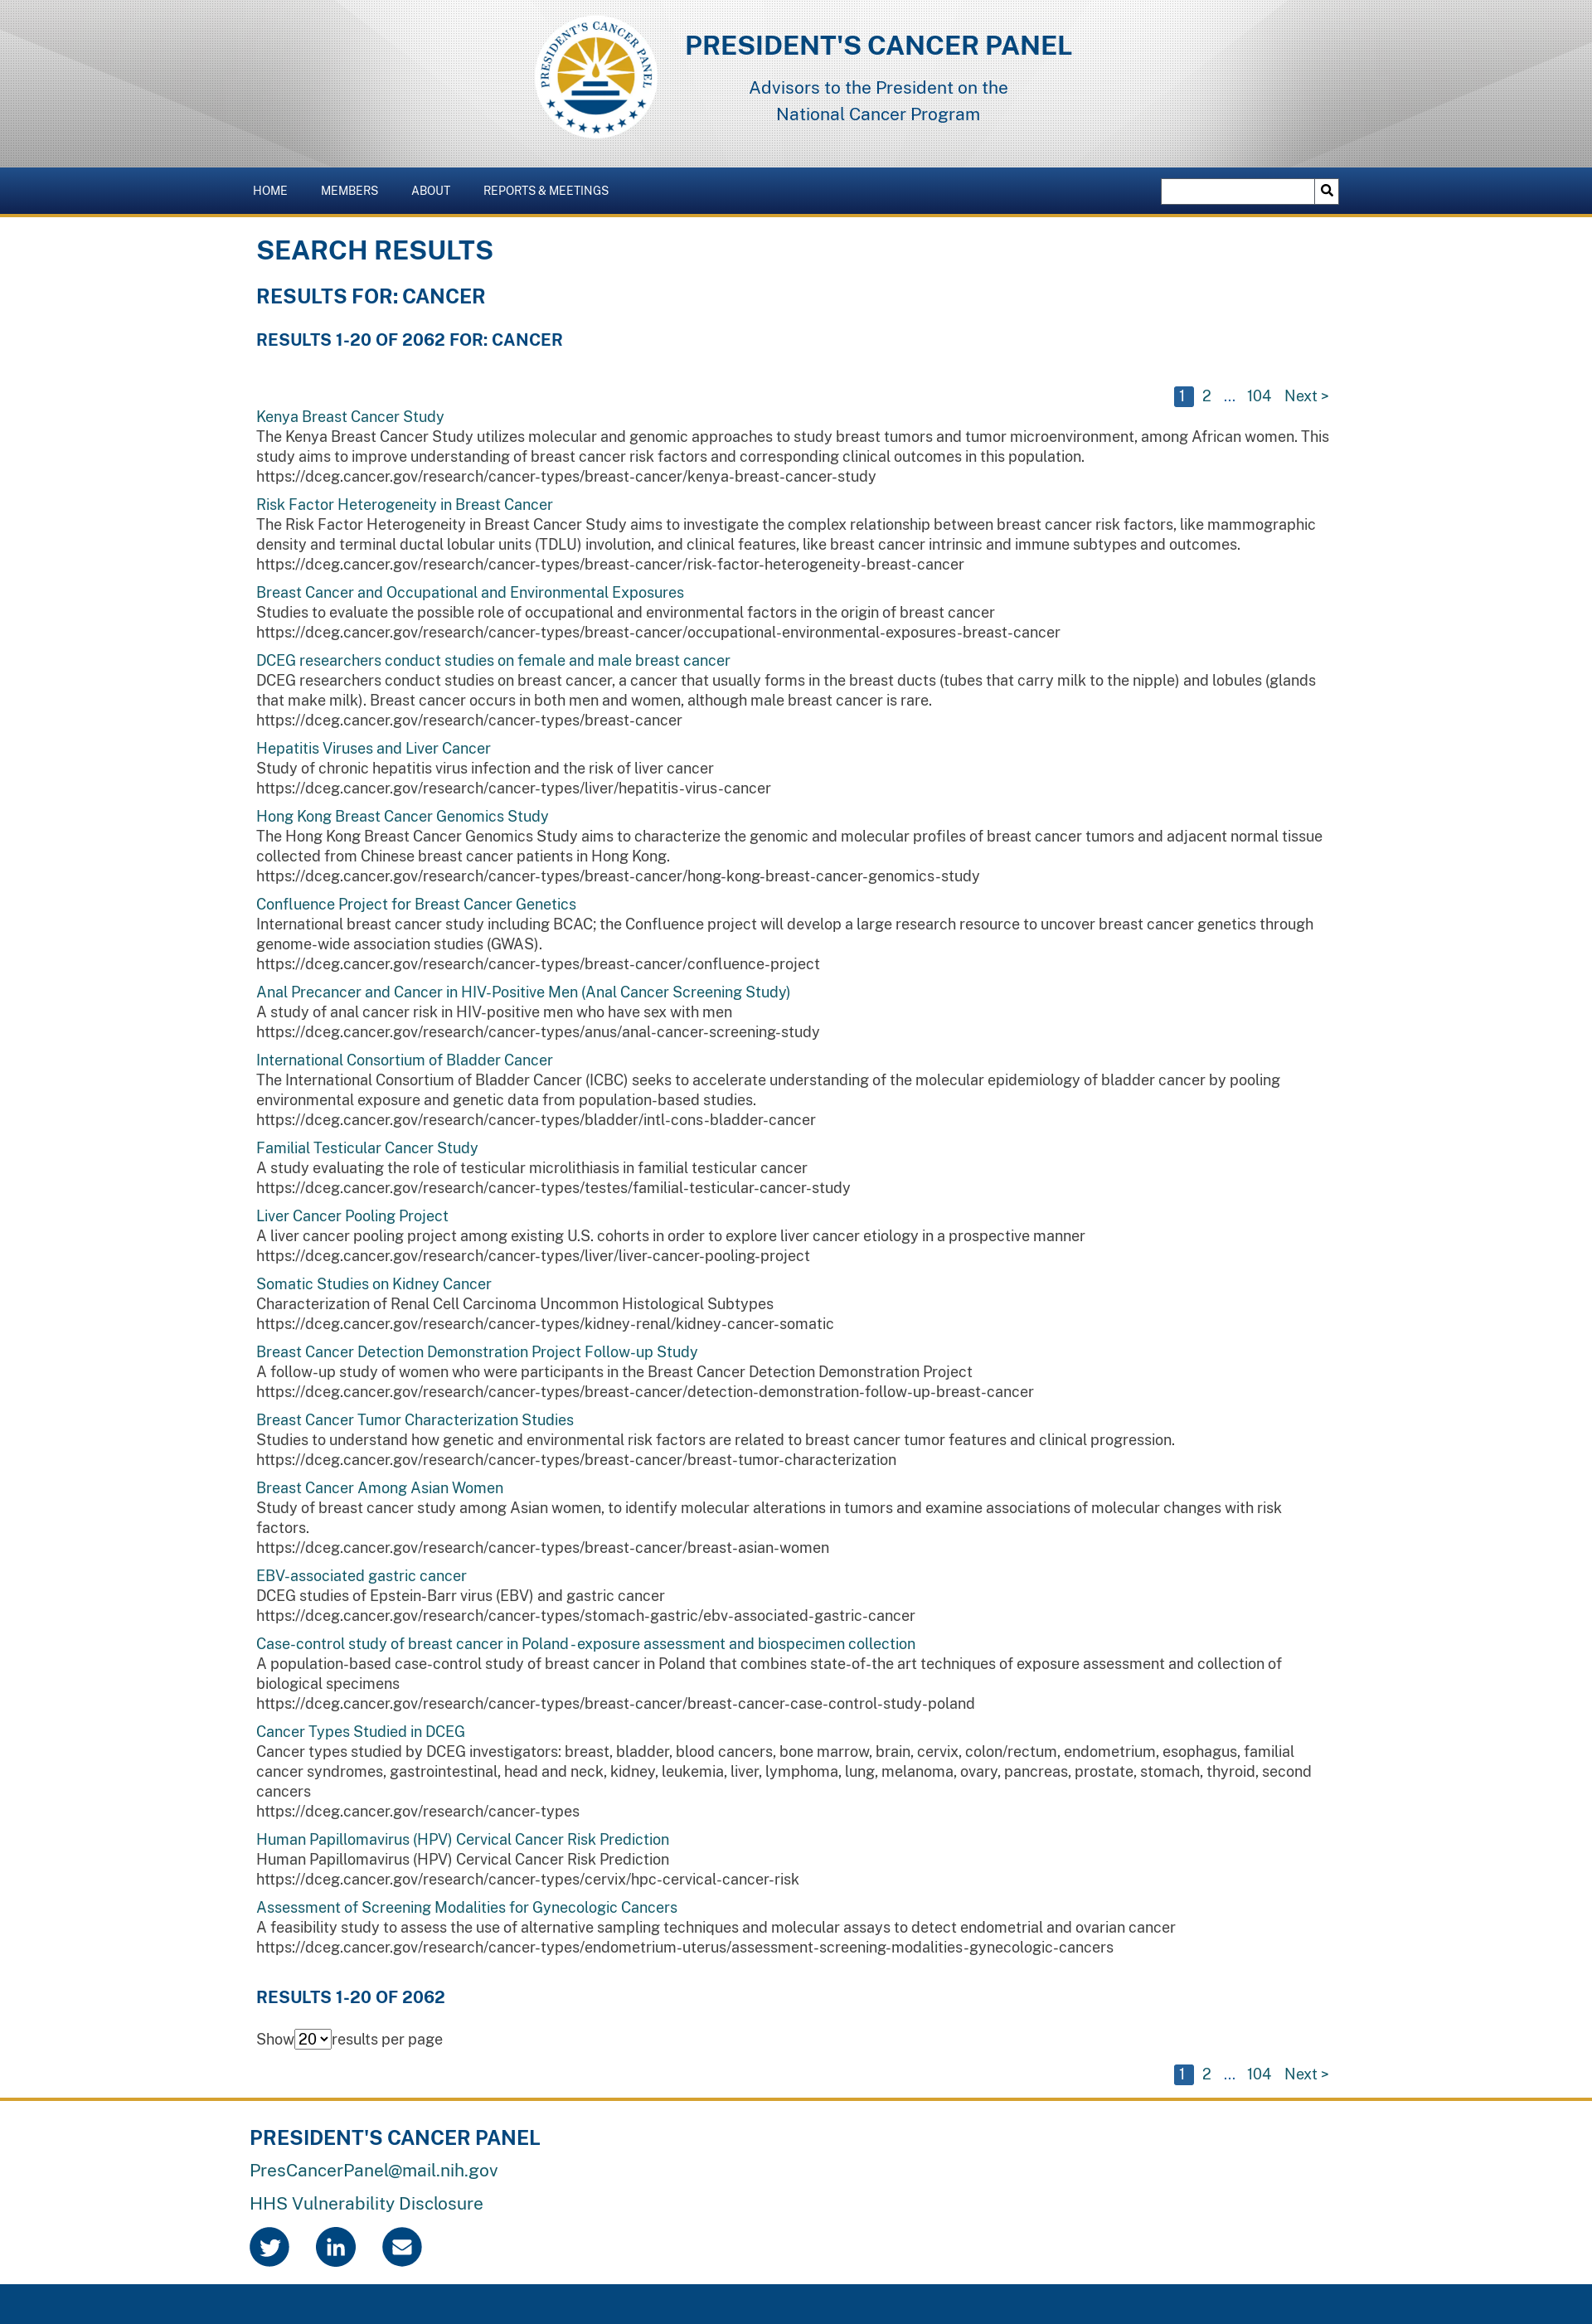 PRESIDENT'S CANCER PANEL
PRESIDENT'S CANCER PANEL
Advisors to the President on the
National Cancer Program
HOME MEMBERS ABOUT REPORTS & MEETINGS
SEARCH RESULTS
RESULTS FOR: CANCER
RESULTS 1-20 OF 2062 FOR: CANCER
1 2 ... 104 Next >
Kenya Breast Cancer Study
The Kenya Breast Cancer Study utilizes molecular and genomic approaches to study breast tumors and tumor microenvironment, among African women. This
study aims to improve understanding of breast cancer risk factors and corresponding clinical outcomes in this population.
https://dceg.cancer.gov/research/cancer-types/breast-cancer/kenya-breast-cancer-study
Risk Factor Heterogeneity in Breast Cancer
The Risk Factor Heterogeneity in Breast Cancer Study aims to investigate the complex relationship between breast cancer risk factors, like mammographic
density and terminal ductal lobular units (TDLU) involution, and clinical features, like breast cancer intrinsic and immune subtypes and outcomes.
https://dceg.cancer.gov/research/cancer-types/breast-cancer/risk-factor-heterogeneity-breast-cancer
Breast Cancer and Occupational and Environmental Exposures
Studies to evaluate the possible role of occupational and environmental factors in the origin of breast cancer
https://dceg.cancer.gov/research/cancer-types/breast-cancer/occupational-environmental-exposures-breast-cancer
DCEG researchers conduct studies on female and male breast cancer
DCEG researchers conduct studies on breast cancer, a cancer that usually forms in the breast ducts (tubes that carry milk to the nipple) and lobules (glands
that make milk). Breast cancer occurs in both men and women, although male breast cancer is rare.
https://dceg.cancer.gov/research/cancer-types/breast-cancer
Hepatitis Viruses and Liver Cancer
Study of chronic hepatitis virus infection and the risk of liver cancer
https://dceg.cancer.gov/research/cancer-types/liver/hepatitis-virus-cancer
Hong Kong Breast Cancer Genomics Study
The Hong Kong Breast Cancer Genomics Study aims to characterize the genomic and molecular profiles of breast cancer tumors and adjacent normal tissue
collected from Chinese breast cancer patients in Hong Kong.
https://dceg.cancer.gov/research/cancer-types/breast-cancer/hong-kong-breast-cancer-genomics-study
Confluence Project for Breast Cancer Genetics
International breast cancer study including BCAC; the Confluence project will develop a large research resource to uncover breast cancer genetics through
genome-wide association studies (GWAS).
https://dceg.cancer.gov/research/cancer-types/breast-cancer/confluence-project
Anal Precancer and Cancer in HIV-Positive Men (Anal Cancer Screening Study)
A study of anal cancer risk in HIV-positive men who have sex with men
https://dceg.cancer.gov/research/cancer-types/anus/anal-cancer-screening-study
International Consortium of Bladder Cancer
The International Consortium of Bladder Cancer (ICBC) seeks to accelerate understanding of the molecular epidemiology of bladder cancer by pooling
environmental exposure and genetic data from population-based studies.
https://dceg.cancer.gov/research/cancer-types/bladder/intl-cons-bladder-cancer
Familial Testicular Cancer Study
A study evaluating the role of testicular microlithiasis in familial testicular cancer
https://dceg.cancer.gov/research/cancer-types/testes/familial-testicular-cancer-study
Liver Cancer Pooling Project
A liver cancer pooling project among existing U.S. cohorts in order to explore liver cancer etiology in a prospective manner
https://dceg.cancer.gov/research/cancer-types/liver/liver-cancer-pooling-project
Somatic Studies on Kidney Cancer
Characterization of Renal Cell Carcinoma Uncommon Histological Subtypes
https://dceg.cancer.gov/research/cancer-types/kidney-renal/kidney-cancer-somatic
Breast Cancer Detection Demonstration Project Follow-up Study
A follow-up study of women who were participants in the Breast Cancer Detection Demonstration Project
https://dceg.cancer.gov/research/cancer-types/breast-cancer/detection-demonstration-follow-up-breast-cancer
Breast Cancer Tumor Characterization Studies
Studies to understand how genetic and environmental risk factors are related to breast cancer tumor features and clinical progression.
https://dceg.cancer.gov/research/cancer-types/breast-cancer/breast-tumor-characterization
Breast Cancer Among Asian Women
Study of breast cancer study among Asian women, to identify molecular alterations in tumors and examine associations of molecular changes with risk
factors.
https://dceg.cancer.gov/research/cancer-types/breast-cancer/breast-asian-women
EBV-associated gastric cancer
DCEG studies of Epstein-Barr virus (EBV) and gastric cancer
https://dceg.cancer.gov/research/cancer-types/stomach-gastric/ebv-associated-gastric-cancer
Case-control study of breast cancer in Poland - exposure assessment and biospecimen collection
A population-based case-control study of breast cancer in Poland that combines state-of-the art techniques of exposure assessment and collection of
biological specimens
https://dceg.cancer.gov/research/cancer-types/breast-cancer/breast-cancer-case-control-study-poland
Cancer Types Studied in DCEG
Cancer types studied by DCEG investigators: breast, bladder, blood cancers, bone marrow, brain, cervix, colon/rectum, endometrium, esophagus, familial
cancer syndromes, gastrointestinal, head and neck, kidney, leukemia, liver, lymphoma, lung, melanoma, ovary, pancreas, prostate, stomach, thyroid, second
cancers
https://dceg.cancer.gov/research/cancer-types
Human Papillomavirus (HPV) Cervical Cancer Risk Prediction
Human Papillomavirus (HPV) Cervical Cancer Risk Prediction
https://dceg.cancer.gov/research/cancer-types/cervix/hpc-cervical-cancer-risk
Assessment of Screening Modalities for Gynecologic Cancers
A feasibility study to assess the use of alternative sampling techniques and molecular assays to detect endometrial and ovarian cancer
https://dceg.cancer.gov/research/cancer-types/endometrium-uterus/assessment-screening-modalities-gynecologic-cancers
RESULTS 1-20 OF 2062
Show 20 results per page
1 2 ... 104 Next >
PRESIDENT'S CANCER PANEL
PresCancerPanel@mail.nih.gov
HHS Vulnerability Disclosure